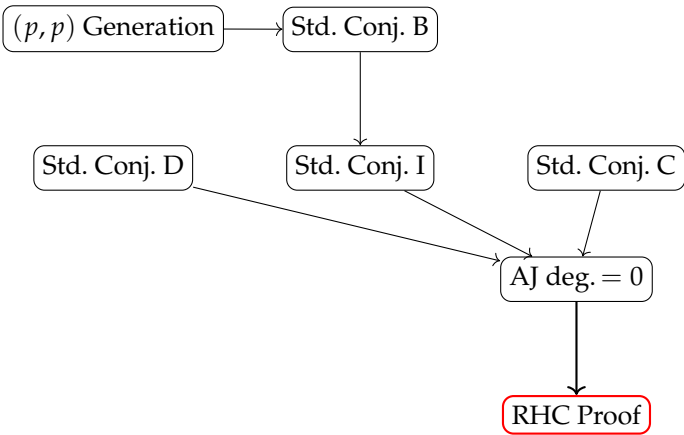 (p, p) Generation
Std. Conj. B
Std. Conj. D
Std. Conj. I
Std. Conj. C
AJ deg. = 0
RHC Proof